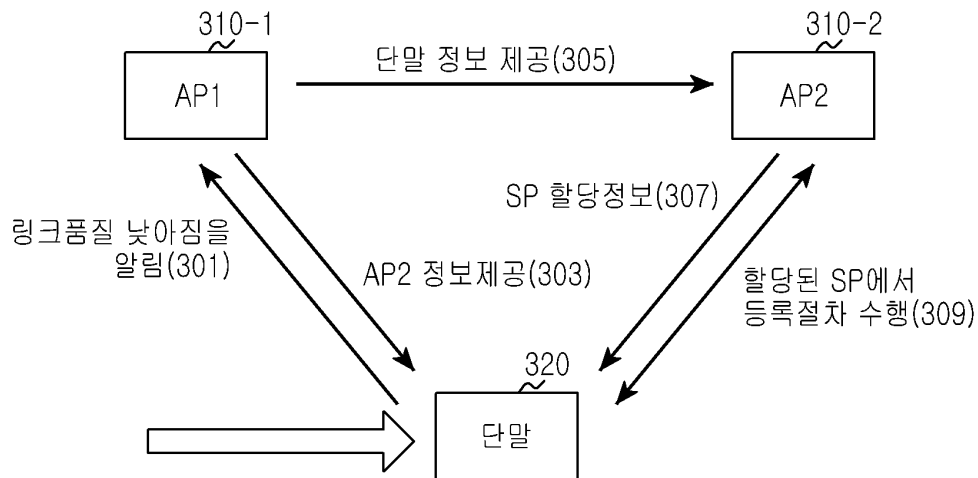 310-1
310-2
AP1
단말 정보 제공(305)
AP2
링크품질 낮아짐을
알림(301)
AP2 정보제공(303)
SP 할당정보(307)
할당된 SP에서
등록절차 수행(309)
320
단말